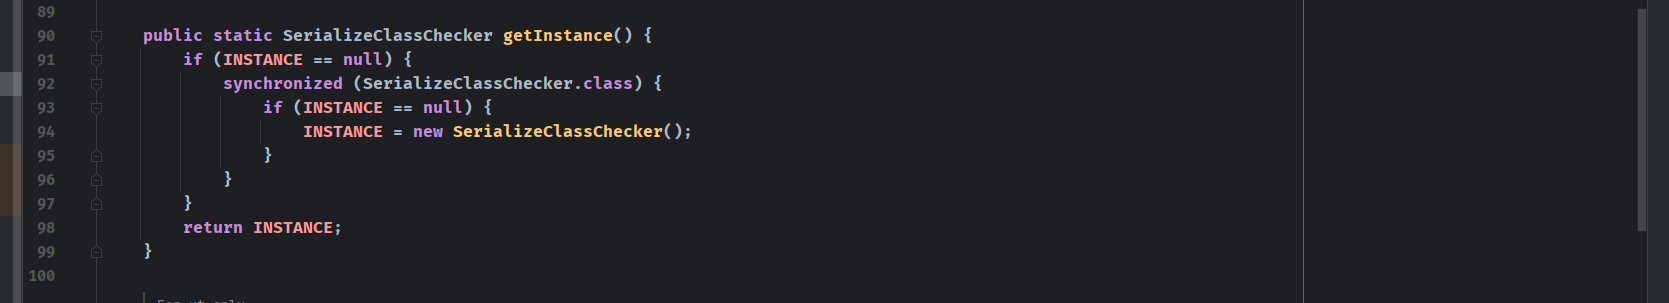 89
90 public static SerializeClassChecker getInstance() {
91 if (INSTANCE == null) {
92 synchronized (SerializeClassChecker.class) {
93 if (INSTANCE == null) {
94 INSTANCE = new SerializeClassChecker();
95 }
96 }
97 }
98 return INSTANCE;
99 }
100